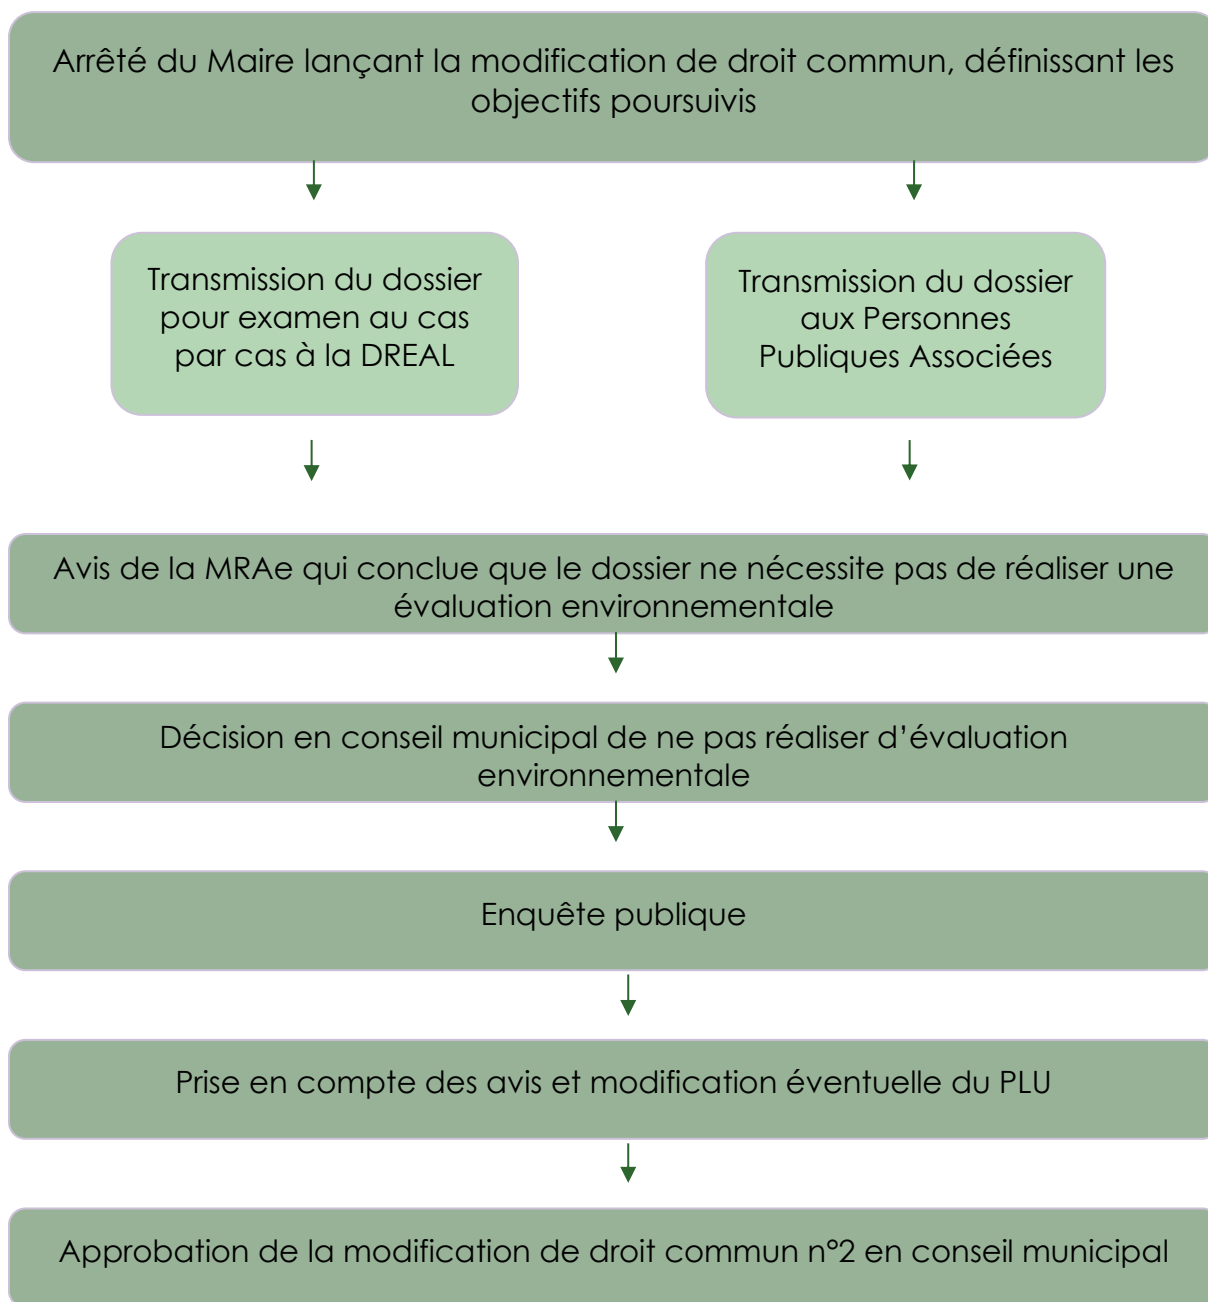 Arrêté du Maire lançant la modification de droit commun, définissant les
objectifs poursuivis
Transmission du dossier
pour examen au cas
par cas à la DREAL
Transmission du dossier
aux Personnes
Publiques Associées
Avis de la MRAe qui conclue que le dossier ne nécessite pas de réaliser une
évaluation environnementale
Décision en conseil municipal de ne pas réaliser d’évaluation
environnementale
Enquête publique
Prise en compte des avis et modification éventuelle du PLU
Approbation de la modification de droit commun n°2 en conseil municipal